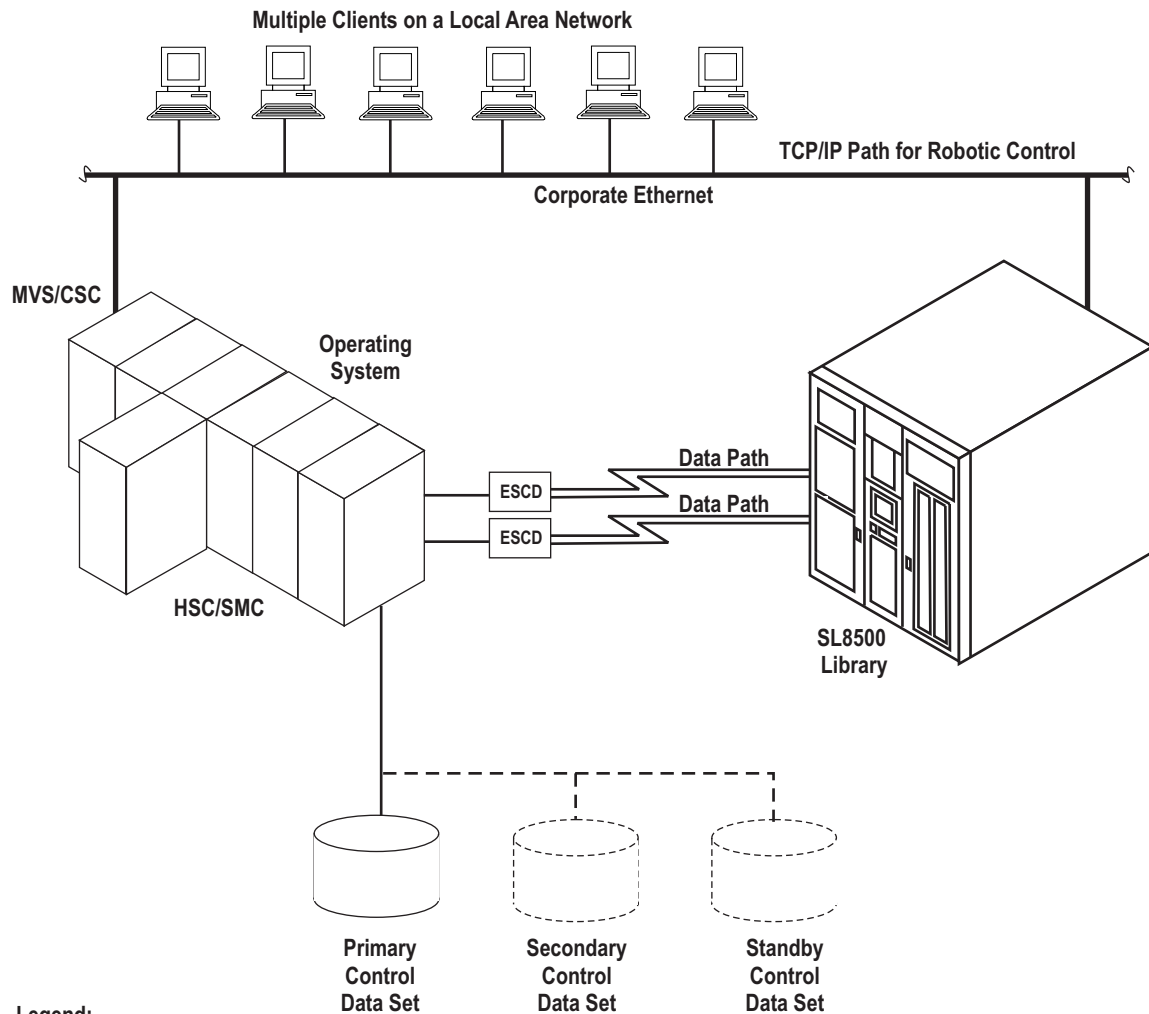 Multiple Clients on a Local Area Network
TCP/IP Path for Robotic Control
Corporate Ethernet
MVS/CSC
Operating
System
Data Path
ESCD
Data Path
ESCD
HSC/SMC
SL8500
Library
Primary
Control
Data Set
Secondary
Control
Data Set
Standby
Control
Data Set
Legend: